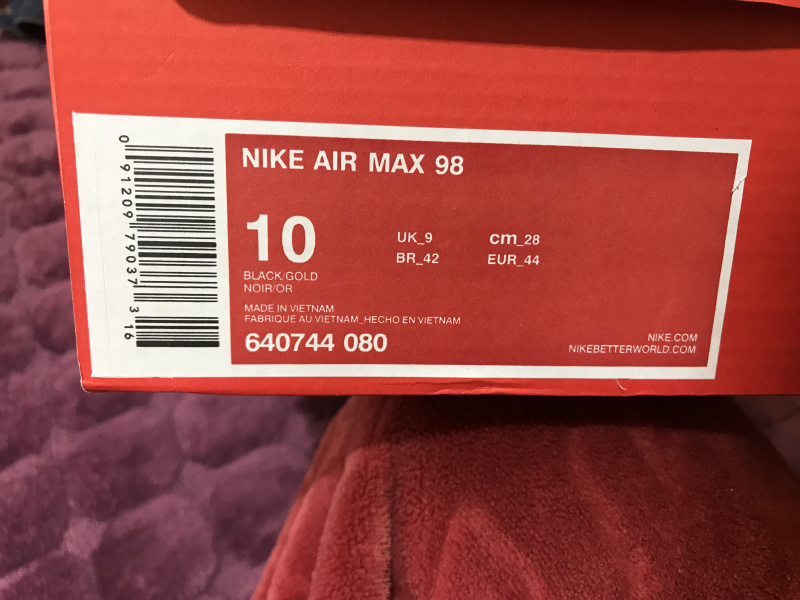 0 91209 79037 3 16
NIKE AIR MAX 98
10
UK_9 cm_28
BR_42 EUR_44
BLACK/GOLD
NOIR/OR
MADE IN VIETNAM
FABRIQUE AU VIETNAM_HECHO EN VIETNAM
640744 080
NIKE.COM
NIKEBETTERWORLD.COM